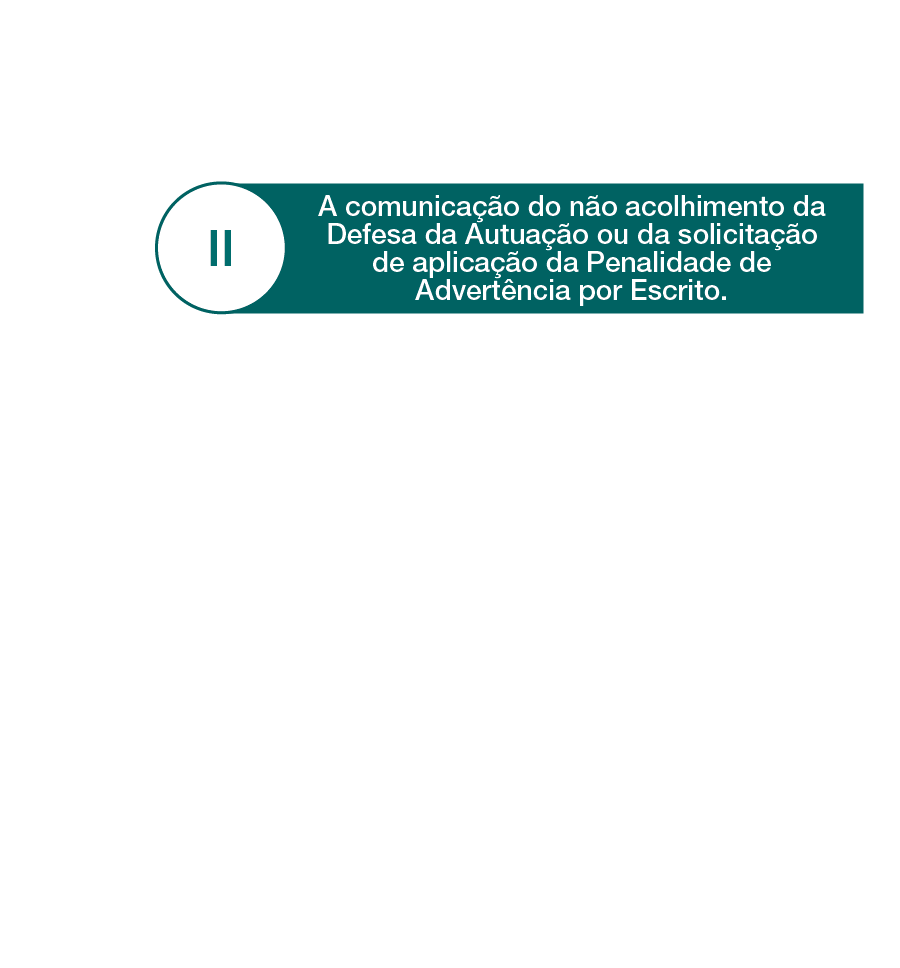 II
A comunicação do não acolhimento da
Defesa da Autuação ou da solicitação
de aplicação da Penalidade de
Advertência por Escrito.